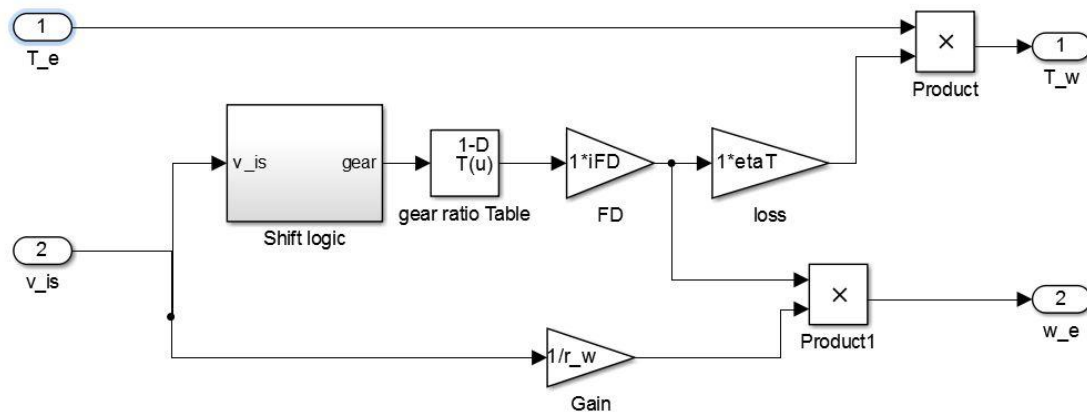 1
T_e
×
Product
1
T_w
v_is
gear
Shift logic
1-D
T(u)
gear ratio Table
1*iFD
FD
1*etaT
loss
2
v_is
×
Product1
2
w_e
1/r_w
Gain